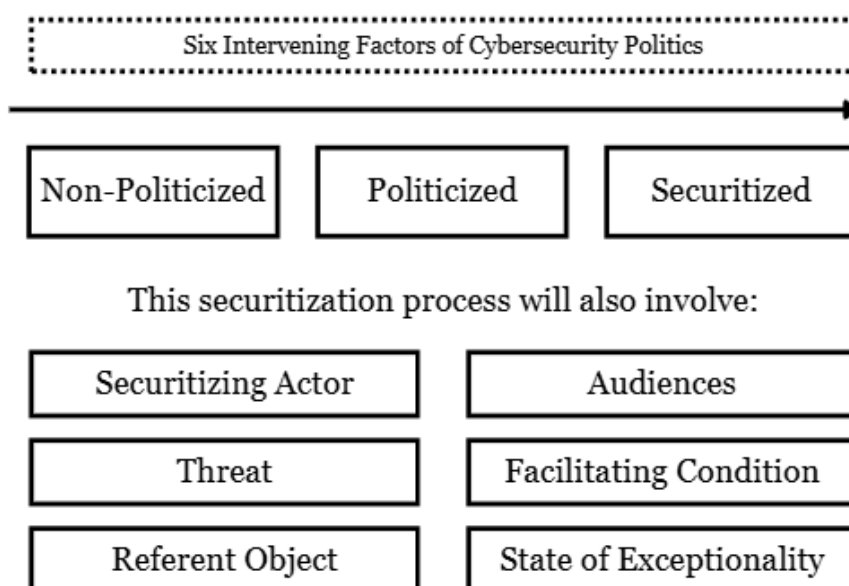 Six Intervening Factors of Cybersecurity Politics
Non-Politicized
Politicized
Securitized
This securitization process will also involve:
Securitizing Actor
Audiences
Threat
Facilitating Condition
Referent Object
State of Exceptionality